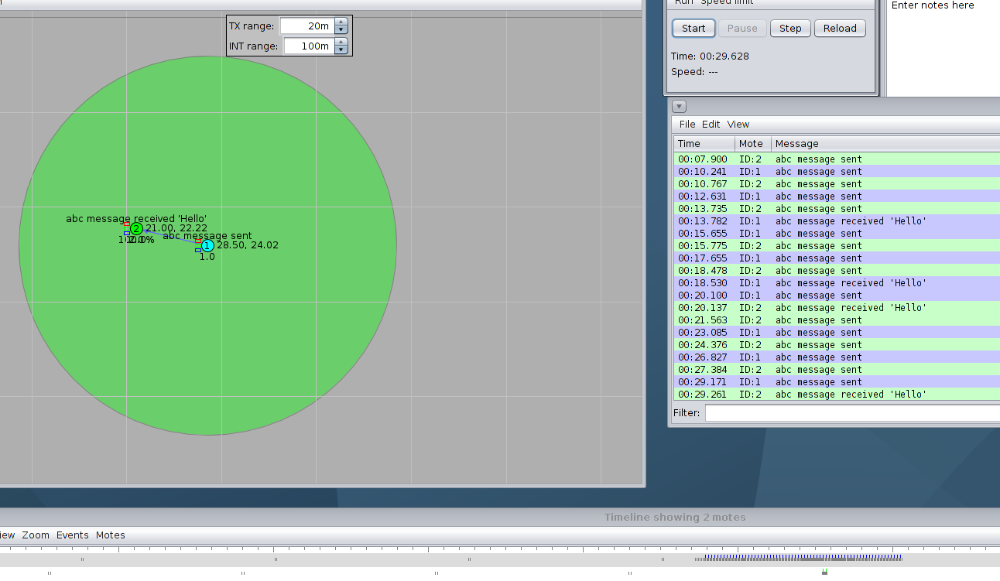 TX range: 20m
INT range: 100m
abc message received 'Hello'
2 21.00, 22.22
abc message sent
1 28.50, 24.02
1.0
Run Speed limit
Start Pause Step Reload
Time: 00:29.628
Speed: ---
Enter notes here
File Edit View
Time Mote Message
00:07.900 ID:2 abc message sent
00:10.241 ID:1 abc message sent
00:10.767 ID:2 abc message sent
00:12.631 ID:1 abc message sent
00:13.735 ID:2 abc message sent
00:13.782 ID:1 abc message received 'Hello'
00:15.655 ID:1 abc message sent
00:15.775 ID:2 abc message sent
00:17.655 ID:1 abc message sent
00:18.478 ID:2 abc message sent
00:18.530 ID:1 abc message received 'Hello'
00:20.100 ID:1 abc message sent
00:20.137 ID:2 abc message received 'Hello'
00:21.563 ID:2 abc message sent
00:23.085 ID:1 abc message sent
00:24.376 ID:2 abc message sent
00:26.827 ID:1 abc message sent
00:27.384 ID:2 abc message sent
00:29.171 ID:1 abc message sent
00:29.261 ID:2 abc message received 'Hello'
Filter:
Timeline showing 2 motes
iew Zoom Events Motes